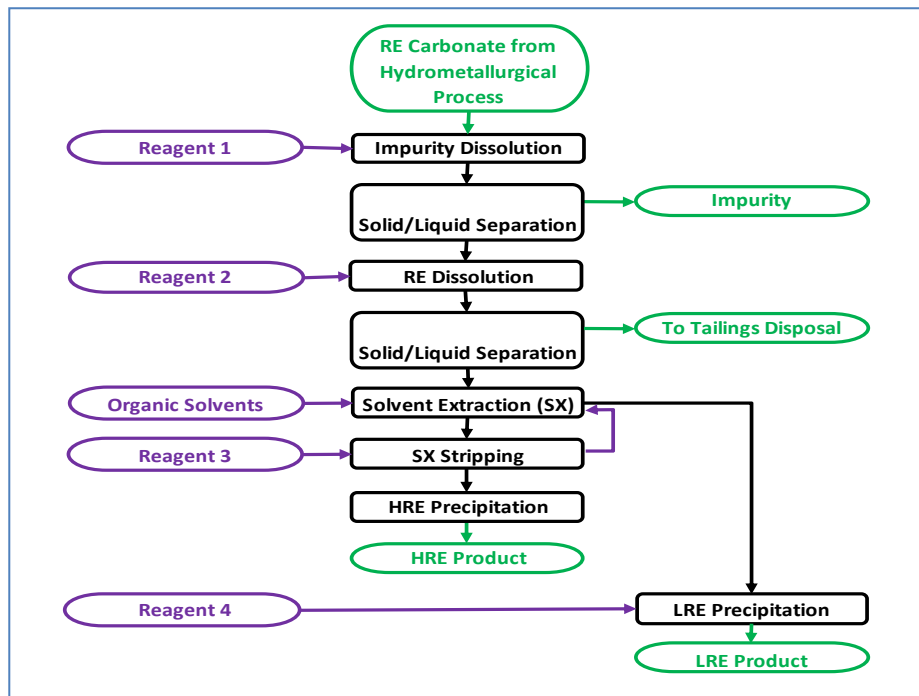 RE Carbonate from
Hydrometallurgical
Process
Reagent 1
Impurity Dissolution
Impurity
Solid/Liquid Separation
Reagent 2
RE Dissolution
To Tailings Disposal
Solid/Liquid Separation
Organic Solvents
Solvent Extraction (SX)
Reagent 3
SX Stripping
HRE Precipitation
HRE Product
Reagent 4
LRE Precipitation
LRE Product